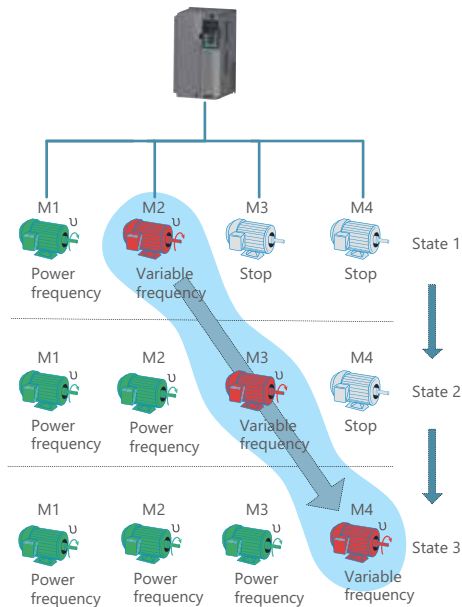 M1 M2 M3 M4
υ υ
State 1
Power frequency
Variable frequency
Stop
Stop
M1 M2 M3 M4
υ υ υ
State 2
Power frequency
Power frequency
Variable frequency
Stop
M1 M2 M3 M4
υ υ υ υ
State 3
Power frequency
Power frequency
Power frequency
Variable frequency